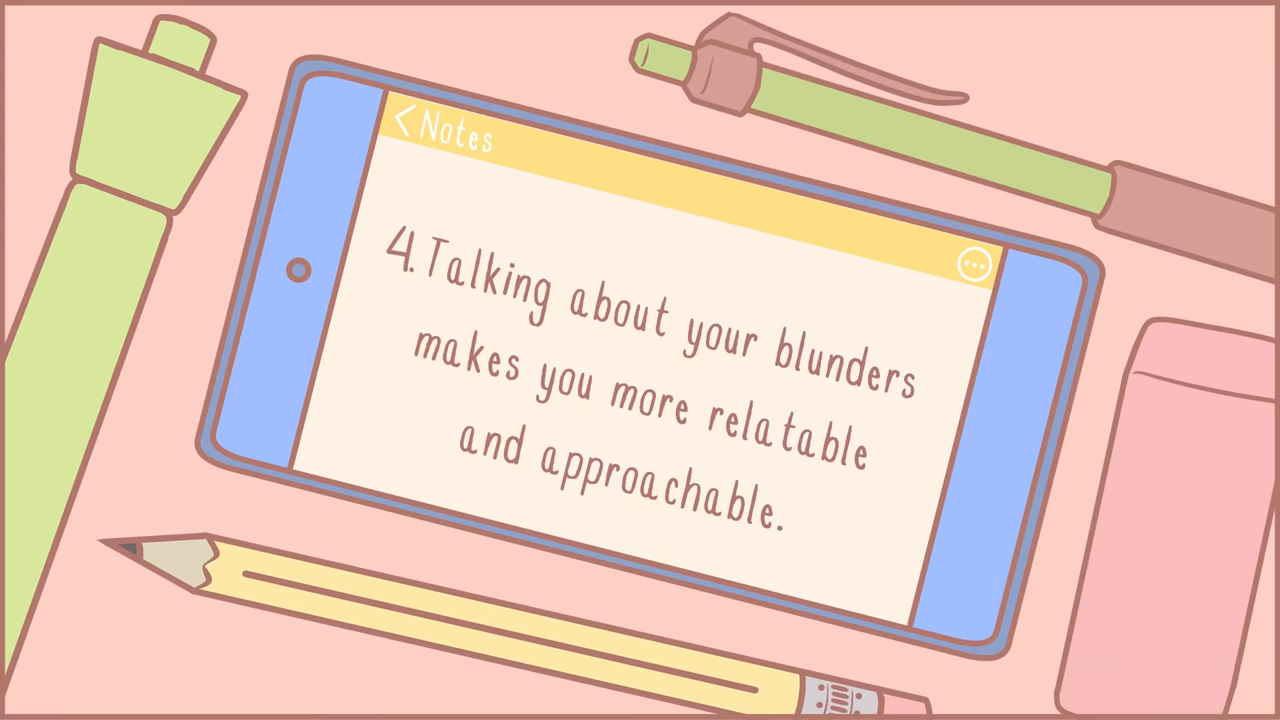 < Notes
4. Talking about your blunders
makes you more relatable
and approachable.